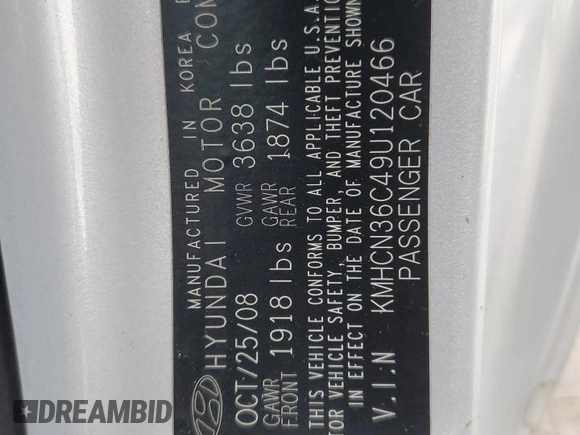 MANUFACTURED IN KOREA
HYUNDAI MOTOR
OCT/25/08 GVWR 3638 lbs
GAWR FRONT 1918 lbs GAWR REAR 1874 lbs
THIS VEHICLE CONFORMS TO ALL APPLICABLE U.S.A.
VEHICLE SAFETY, BUMPER, AND THEFT
IN EFFECT ON THE DATE OF MANUFACTURE SHOWN
V.I.N KMHCN36C49U120466
PASSENGER CAR
DREAMBID